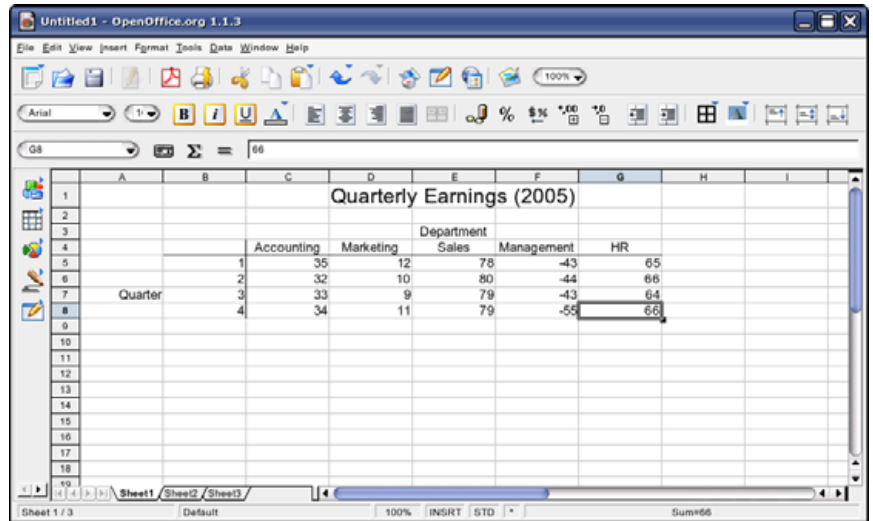 Untitled1 - OpenOffice.org 1.1.3
File Edit View Insert Format Tools Data Window Help
100%
Arial B i U A % $% .00 .0
G8 Σ = 66
A B C D E F G H I
1 Quarterly Earnings (2005)
2
3 Department
4 Accounting Marketing Sales Management HR
5 1 35 12 78 -43 65
6 2 32 10 80 -44 66
7 Quarter 3 33 9 79 -43 64
8 4 34 11 79 -55 66
9
10
11
12
13
14
15
16
17
18
19
Sheet1 Sheet2 Sheet3
Sheet 1 / 3 Default 100% INSRT STD * Sum=66